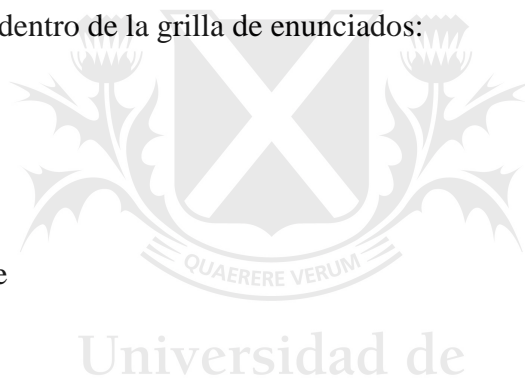 dentro de la grilla de enunciados:
QUAERERE VERUM
e
Universidad de